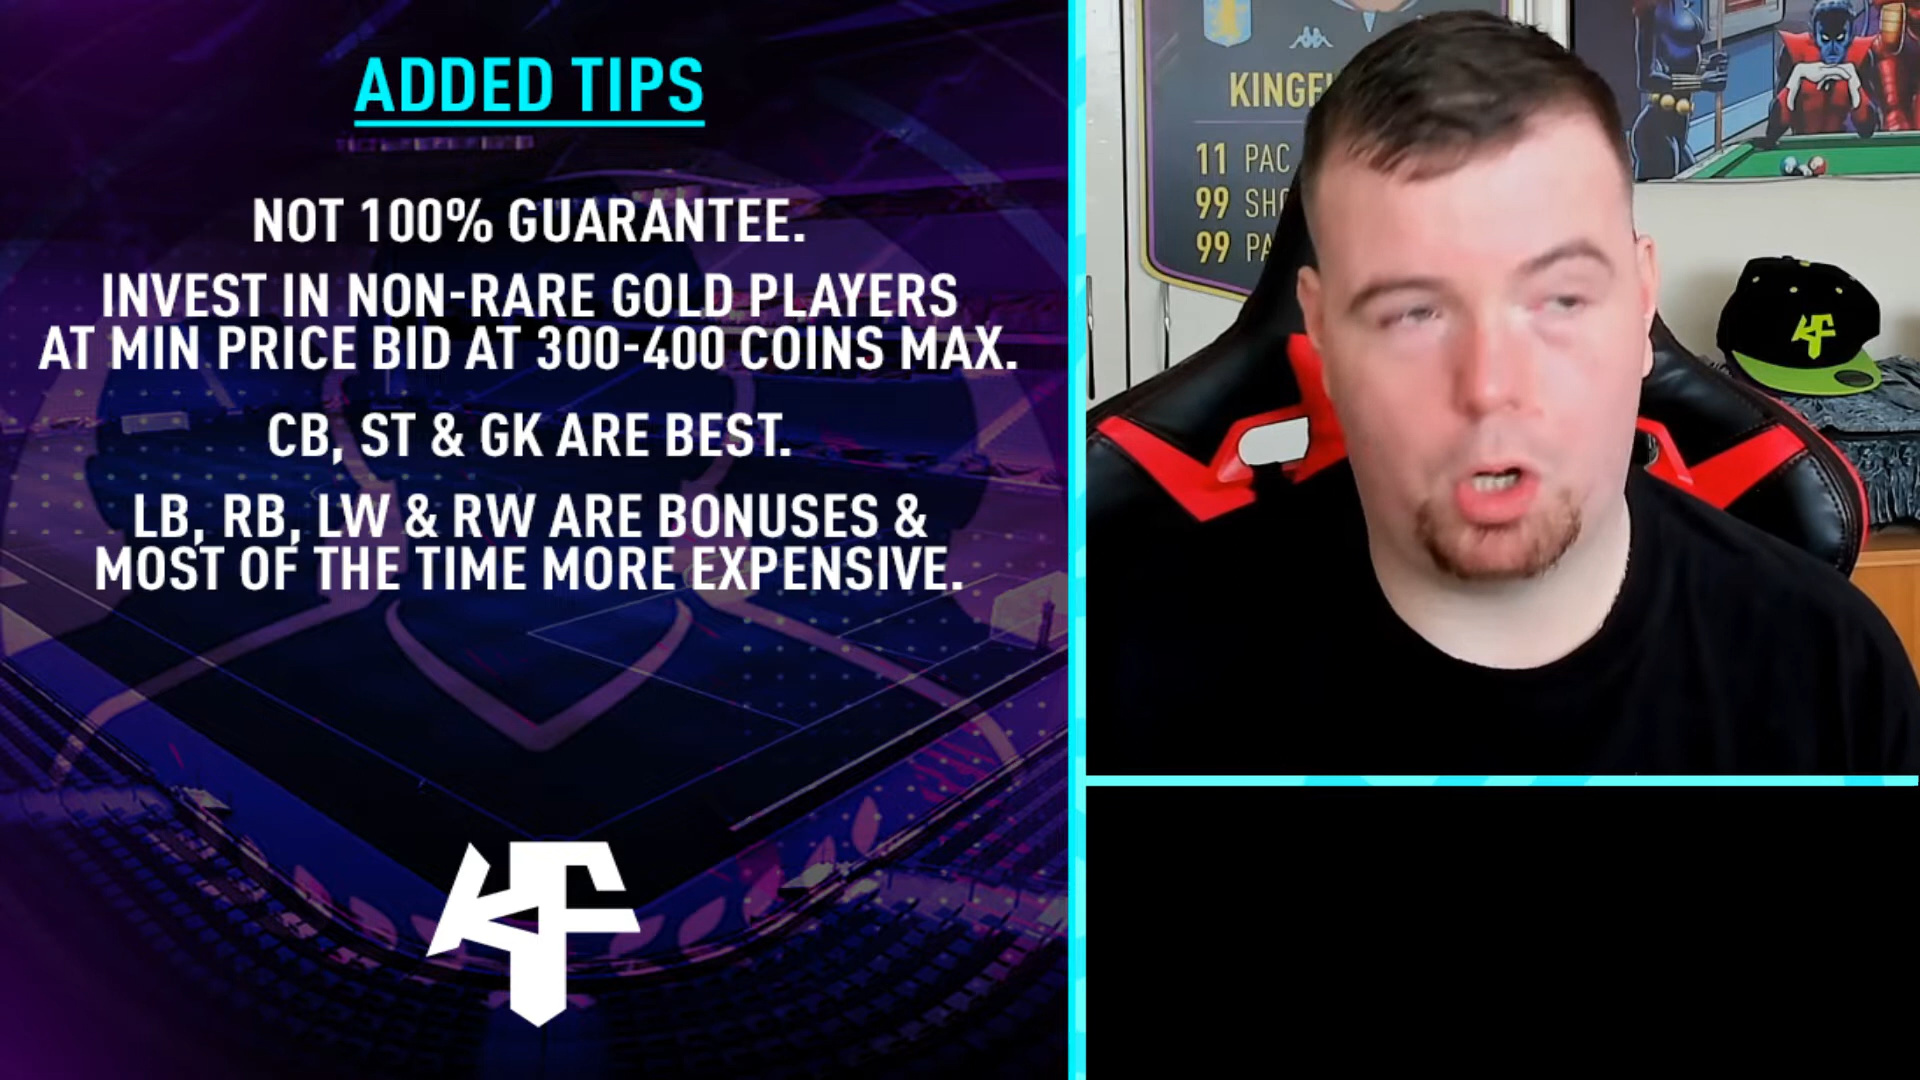 ADDED TIPS
NOT 100% GUARANTEE.
INVEST IN NON-RARE GOLD PLAYERS
AT MIN PRICE BID AT 300-400 COINS MAX.
CB, ST & GK ARE BEST.
LB, RB, LW & RW ARE BONUSES &
MOST OF THE TIME MORE EXPENSIVE.
KF
11 PAC
99
99
KF